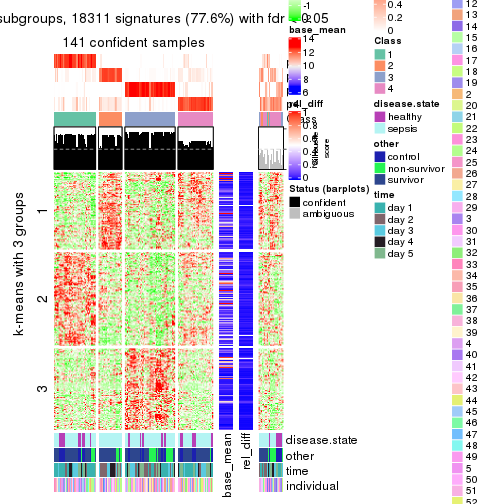 subgroups, 18311 signatures (77.6%) with fdr < 0.05
141 confident samples
k-means with 3 groups
1
2
3
base_mean
rel_diff
disease.state
other
time
individual
-1
-2
base_mean
14
12
10
8
6
1
0.8
0.6
0.4
0.2
0
score
Status (barplots)
confident
ambiguous
0.4
0.2
0
Class
1
2
3
4
disease.state
healthy
sepsis
other
control
non-survivor
survivor
time
day 1
day 2
day 3
day 4
day 5
12
13
14
15
16
17
18
19
2
20
21
22
23
24
25
26
27
28
29
3
30
31
32
33
34
35
36
37
38
39
4
40
41
42
43
44
45
46
47
48
49
5
50
51
52